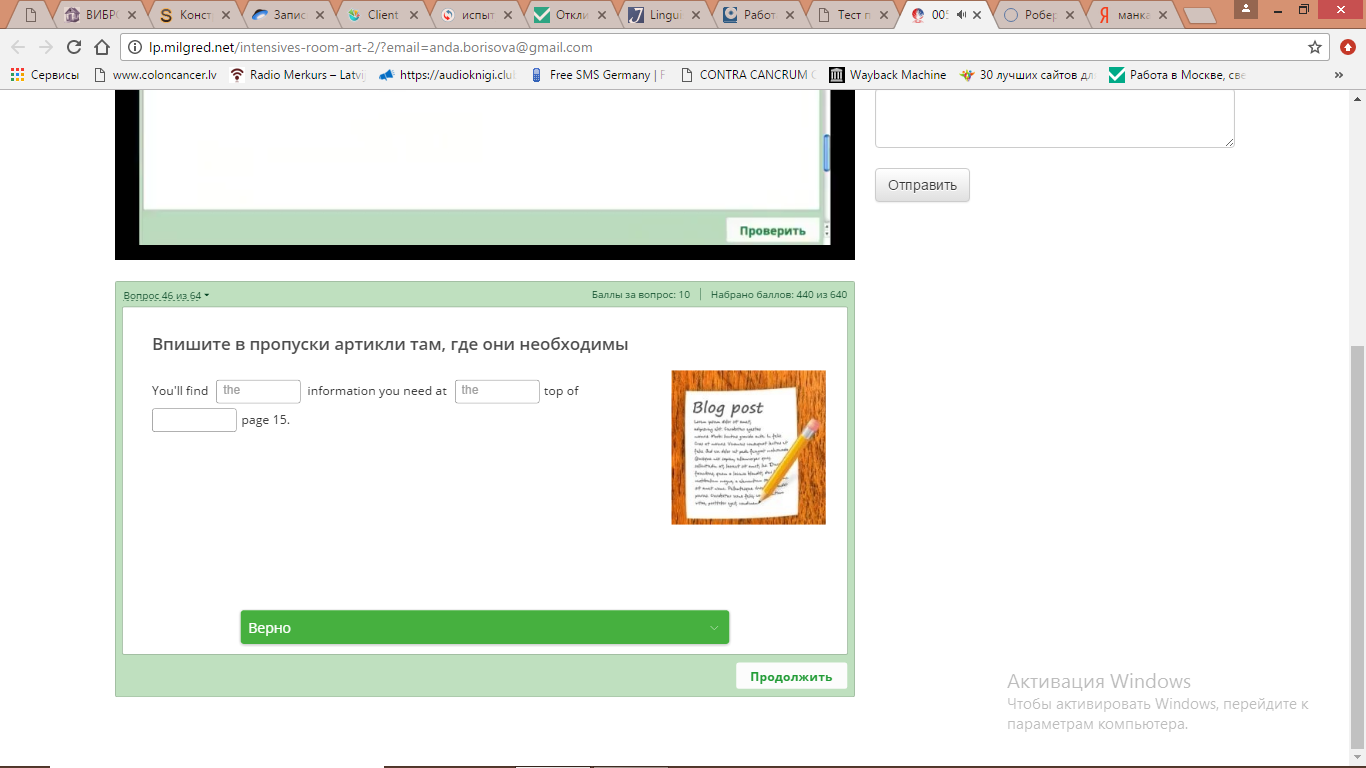 ВИБРО
Конст
Запис
Client
испыт
Откли
Lingui
Работ
Тест п
005
Робер
манка
lp.milgred.net/intensives-room-art-2/?email=anda.borisova@gmail.com
Сервисы
www.coloncancer.lv
Radio Merkurs – Latvij
https://audioknigi.clu
Free SMS Germany | F
CONTRA CANCRUM C
Wayback Machine
30 лучших сайтов дл
Работа в Москве, све
»
Отправить
Проверить
Вопрос 46 из 64
Баллы за вопрос: 10 | Набрано баллов: 440 из 640
Впишите в пропуски артикли там, где они необходимы
You'll find the information you need at the top of
page 15.
Blog post
Верно
Продолжить
Активация Windows
Чтобы активировать Windows, перейдите к
параметрам компьютера.